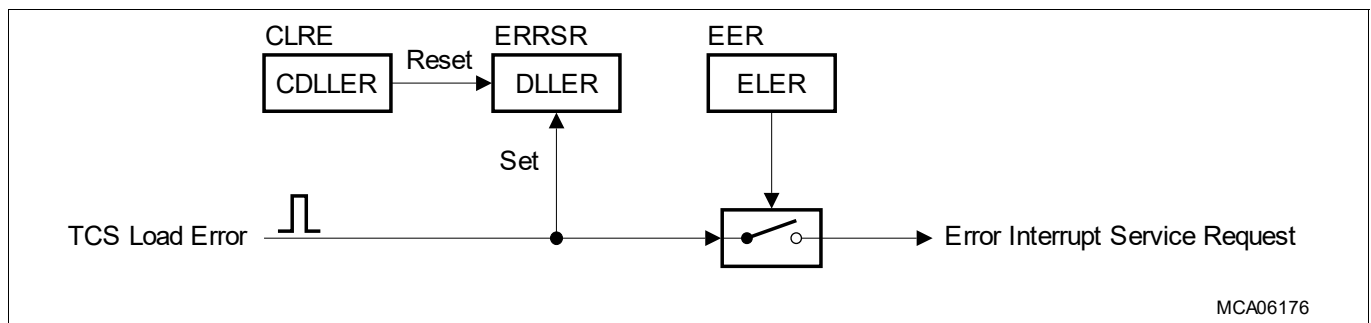 CLRE ERRSR EER
CDLLER Reset DLLER ELER
Set
TCS Load Error Error Interrupt Service Request
MCA06176